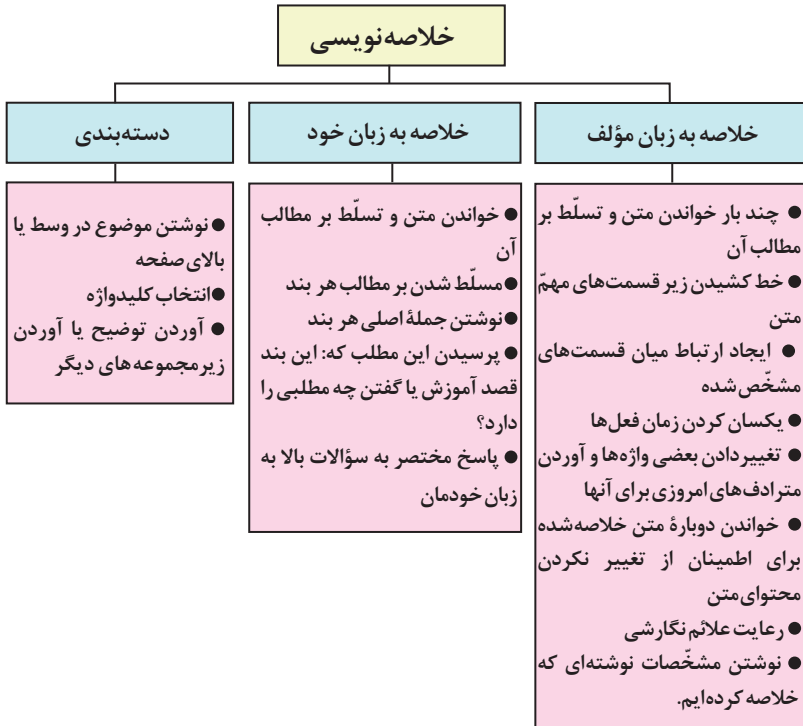 خلاصه‌نویسی
خلاصه به زبان مؤلف
● چند بار خواندن متن و تسلّط بر
مطالب آن
● خط کشیدن زیر قسمت‌های مهمّ
متن
● ایجاد ارتباط میان قسمت‌های
مشخّص‌شده
● یکسان کردن زمان فعل‌ها
● تغییردادن بعضی واژه‌ها و آوردن
مترادف‌های امروزی برای آنها
● خواندن دوبارهٔ متن خلاصه‌شده
برای اطمینان از تغییر نکردن
محتوای متن
● رعایت علائم نگارشی
● نوشتن مشخّصات نوشته‌ای که
خلاصه کرده‌ایم.
خلاصه به زبان خود
● خواندن متن و تسلّط بر مطالب
آن
● مسلّط شدن بر مطالب هر بند
● نوشتن جملهٔ اصلی هر بند
● پرسیدن این مطلب که: این بند
قصد آموزش یا گفتن چه مطلبی را
دارد؟
● پاسخ مختصر به سؤالات بالا به
زبان خودمان
دسته‌بندی
● نوشتن موضوع در وسط یا
بالای صفحه
● انتخاب کلیدواژه
● آوردن توضیح یا آوردن
زیرمجموعه‌های دیگر